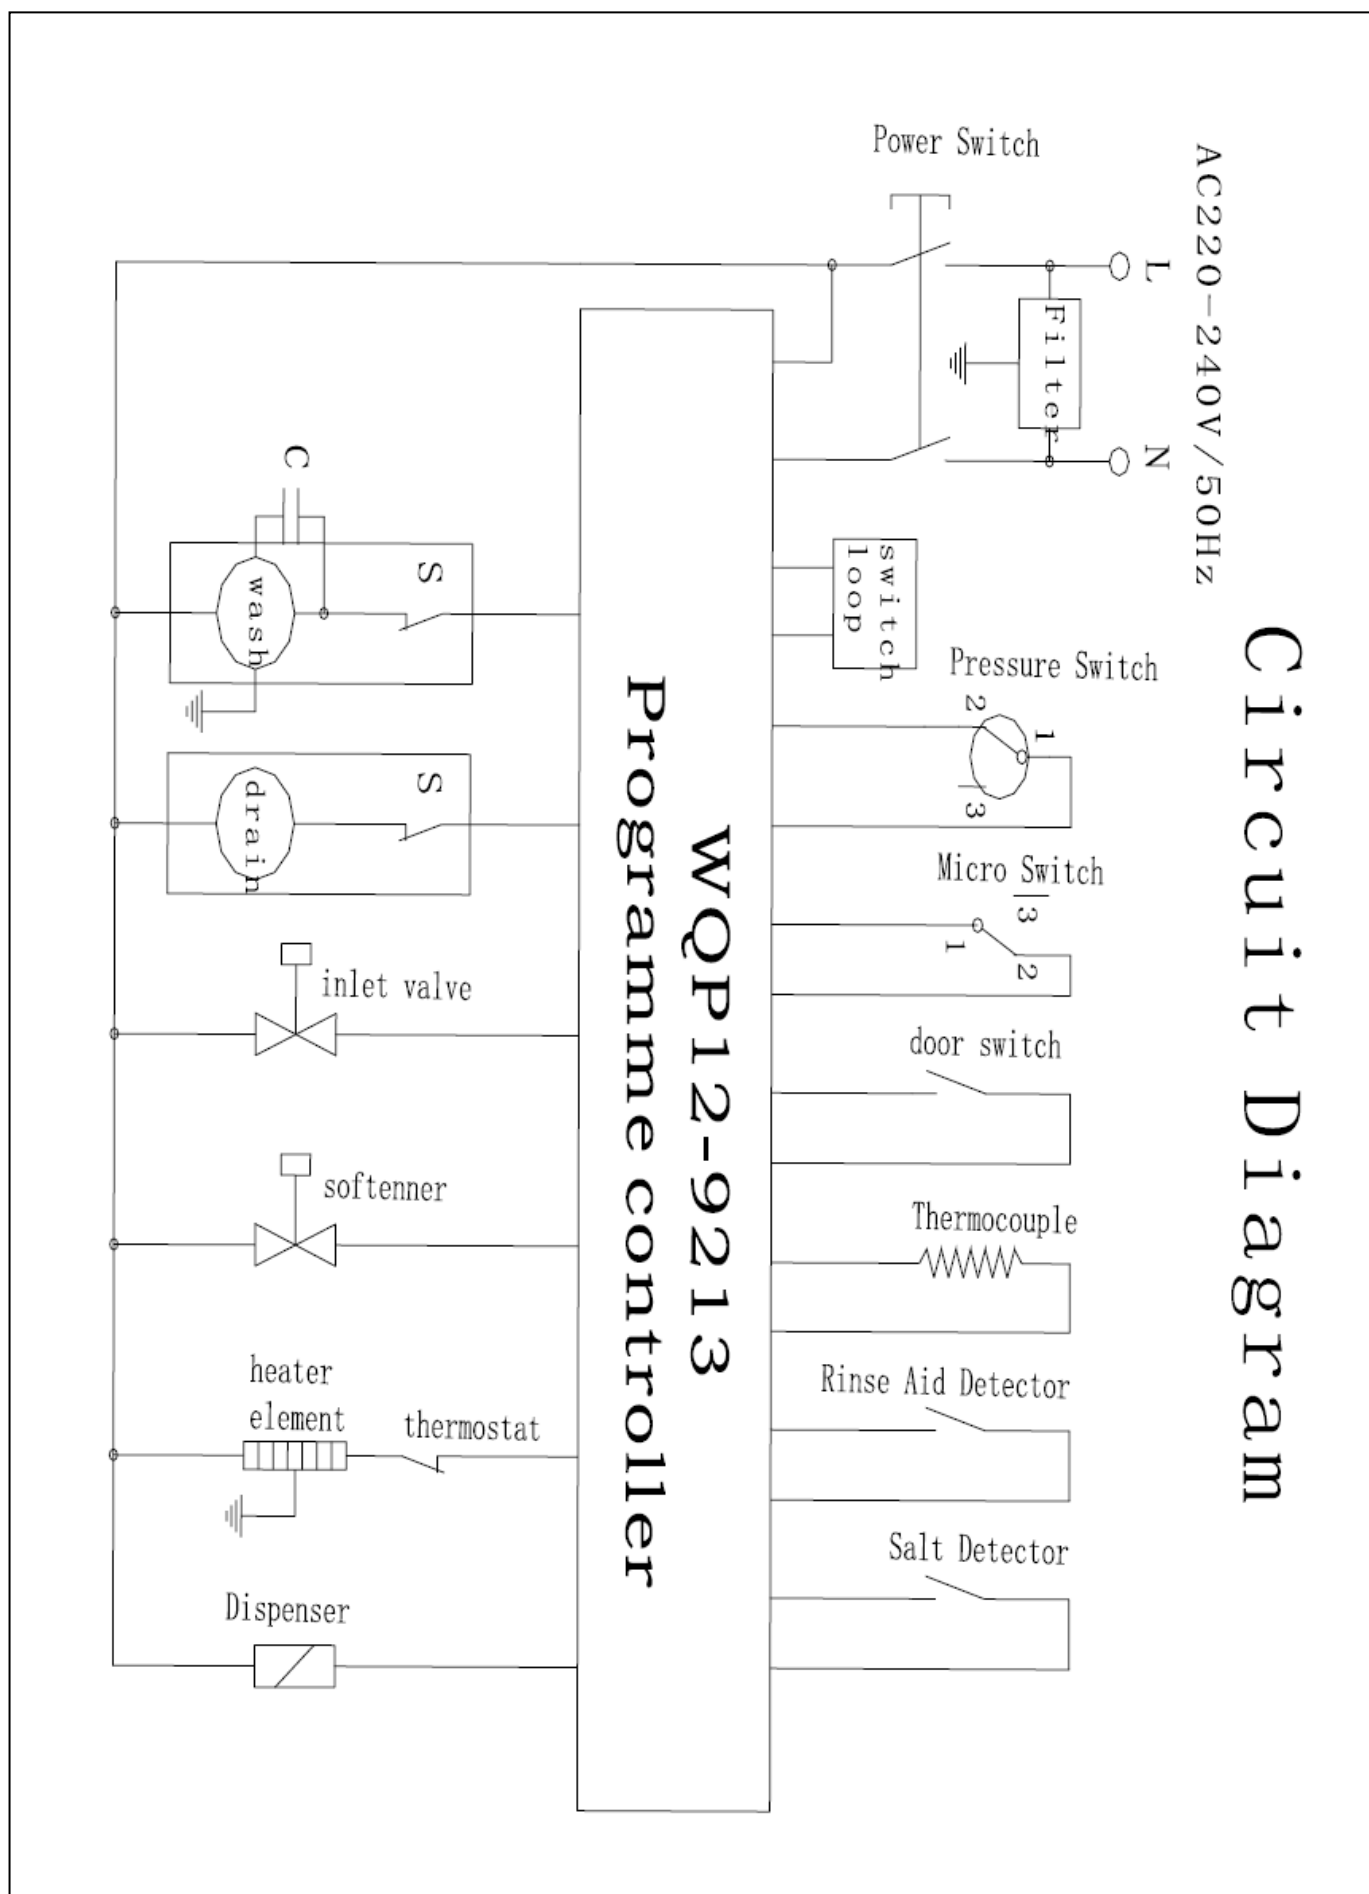 Circuit Diagram
AC220-240V/50Hz
Power Switch
L
Filter
N
switch
loop
Pressure Switch
2
1
3
Micro Switch
3
1
2
door switch
Thermocouple
Rinse Aid Detector
Salt Detector
WQP12-9213
Programme controller
C
S
wash
S
drain
inlet valve
softenner
heater
element
thermostat
Dispenser